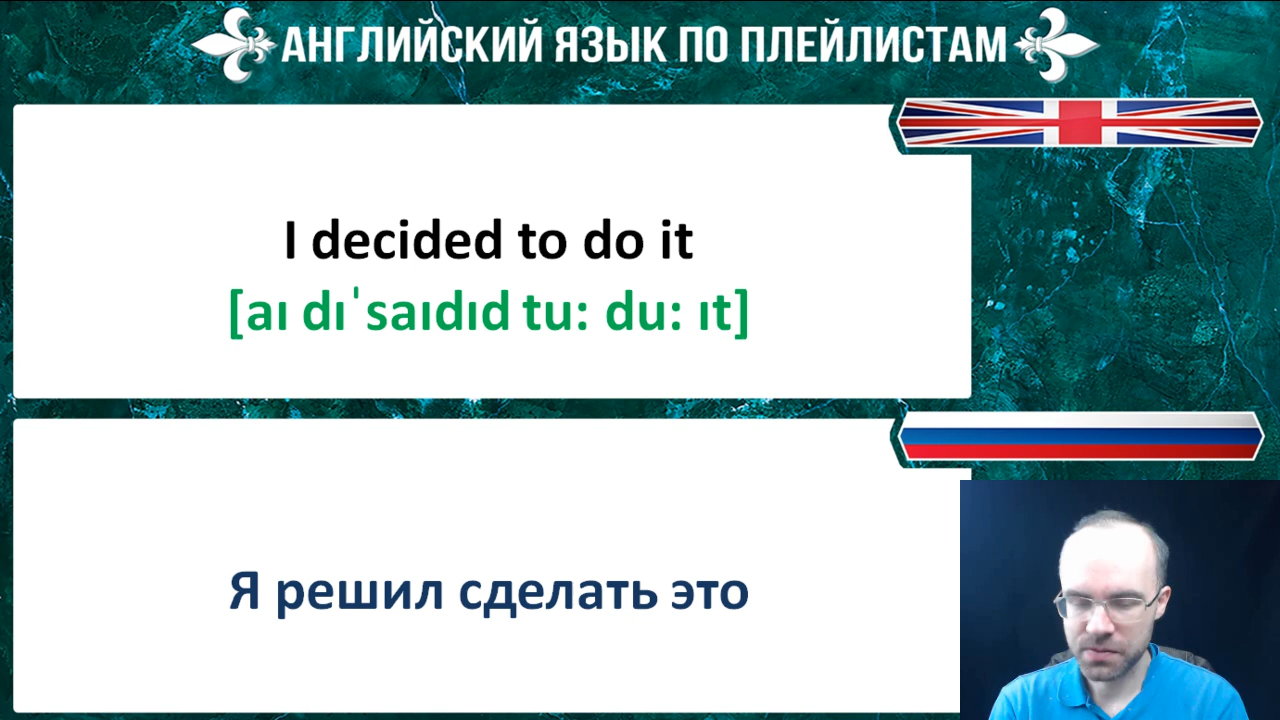 АНГЛИЙСКИЙ ЯЗЫК ПО ПЛЕЙЛИСТАМ
I decided to do it
[aɪ dɪˈsaɪdɪd tu: du: ɪt]
Я решил сделать это